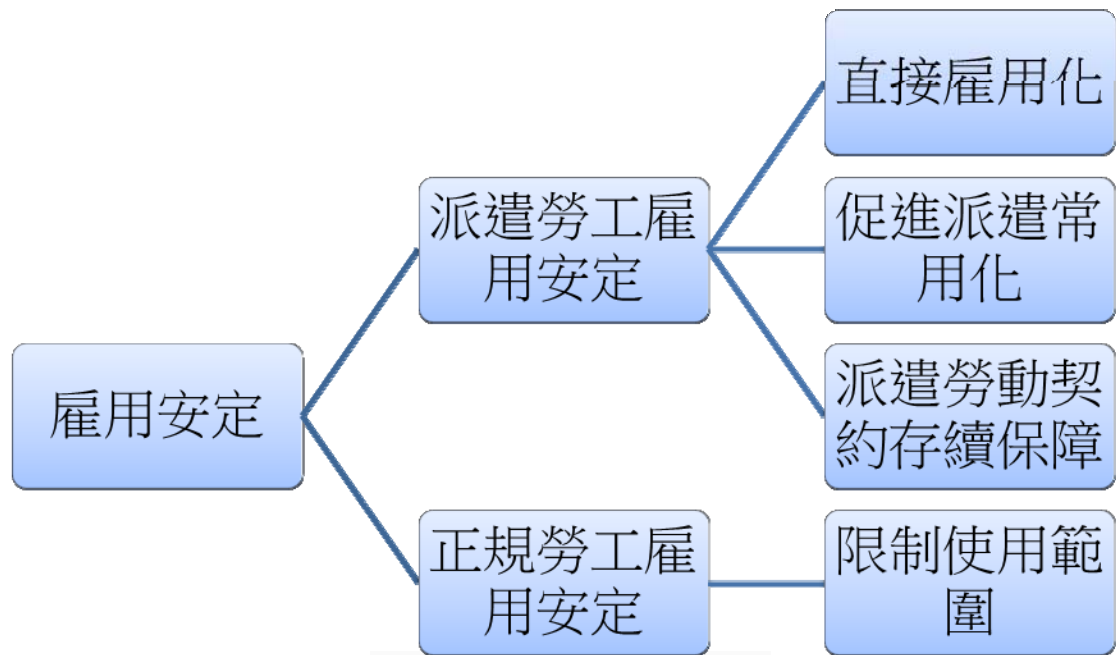 直接雇用化
派遣勞工雇
用安定
促進派遣常
用化
雇用安定
派遣勞動契
約存續保障
正規勞工雇
用安定
限制使用範
圍